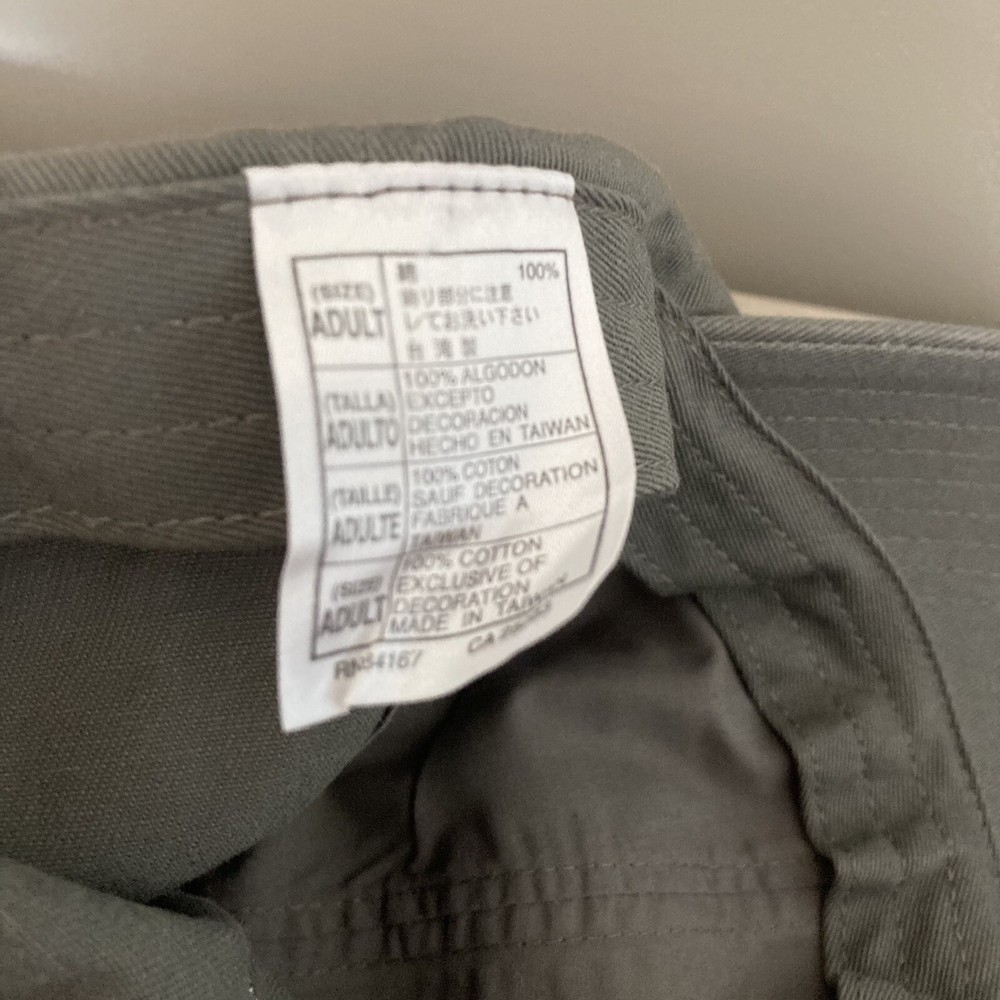 (SIZE)
ADULT
綿 100%
飾り部分に注意
してお洗い下さい
台湾製
(TALLA)
ADULTO
100% ALGODON
EXCEPTO
DECORACION
HECHO EN TAIWAN
(TAILLE)
ADULTE
100% COTON
SAUF DECORATION
FABRIQUE A
TAIWAN
(SIZE)
ADULT
100% COTTON
EXCLUSIVE OF
DECORATION
MADE IN TAIWAN
CA